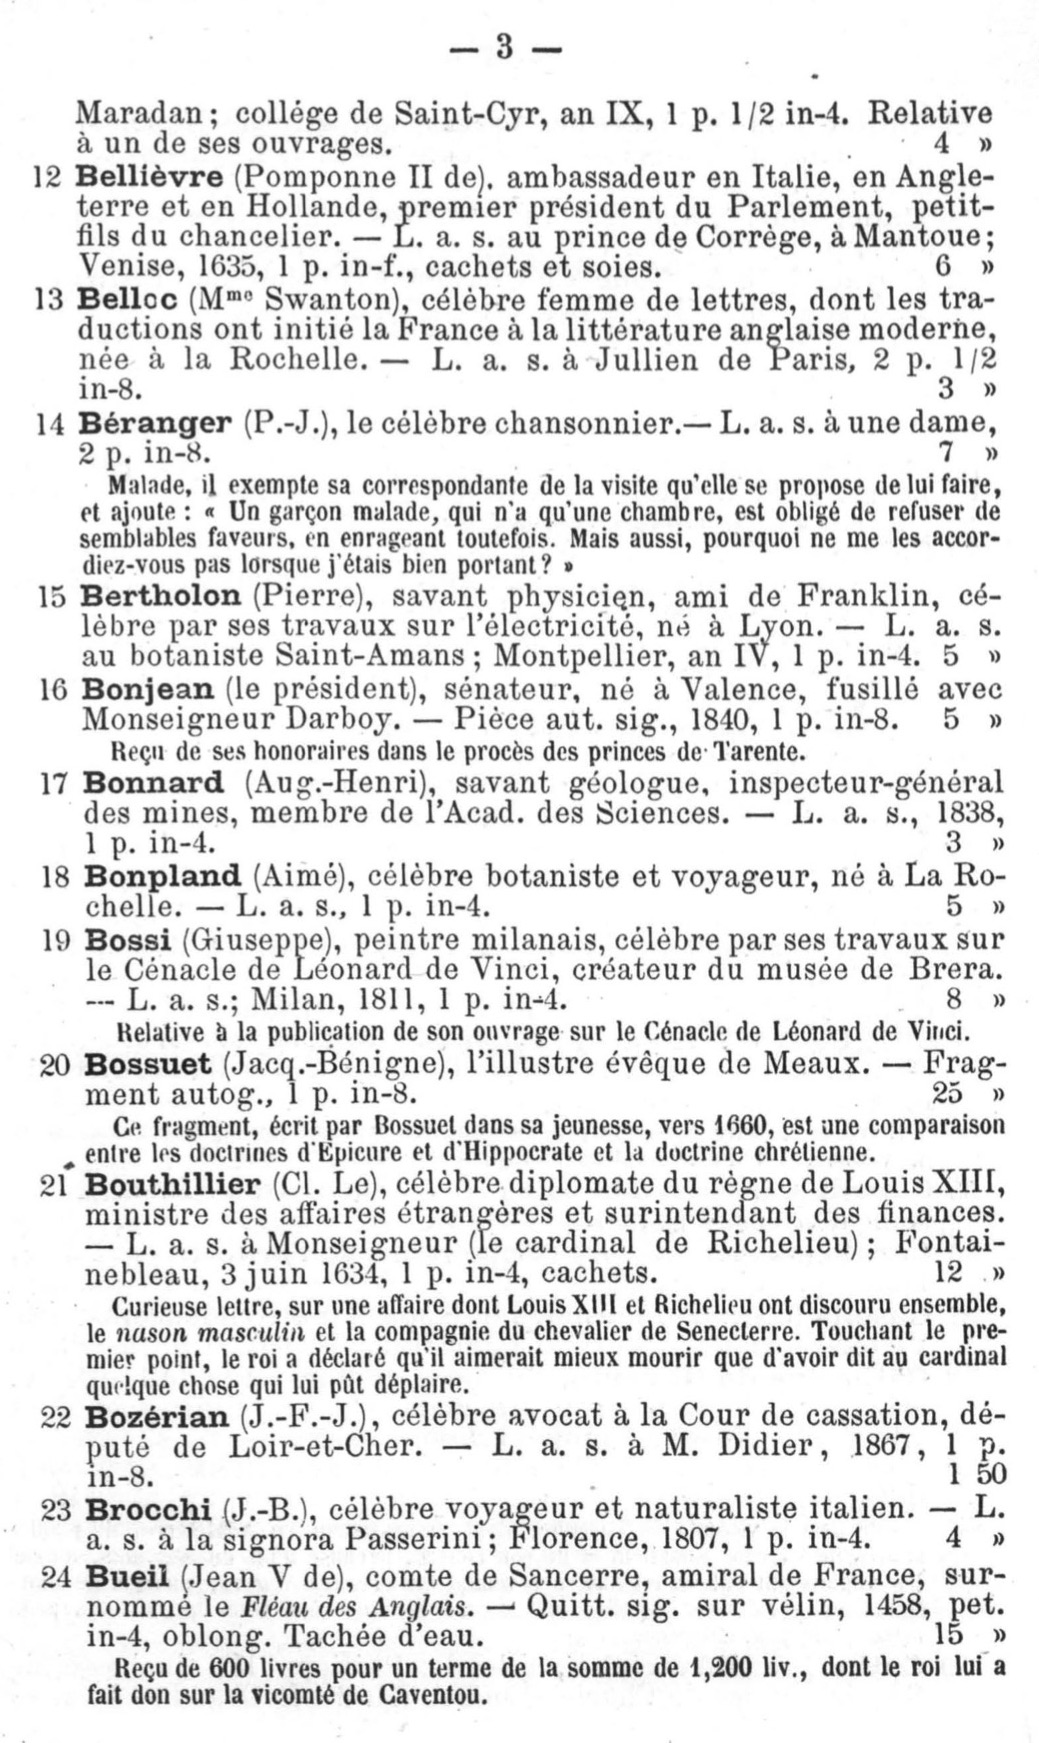 — 3 —
Maradan; collége de Saint-Cyr, an IX, 1 p. 1/2 in-4. Relative
à un de ses ouvrages. 4 »
12 Bellièvre (Pomponne II de), ambassadeur en Italie, en Angle-
terre et en Hollande, premier président du Parlement, petit-
fils du chancelier. — L. a. s. au prince de Corrège, à Mantoue;
Venise, 1635, 1 p. in-f., cachets et soies. 6 »
13 Belloc (Mme Swanton), célèbre femme de lettres, dont les tra-
ductions ont initié la France à la littérature anglaise moderne,
née à la Rochelle. — L. a. s. à Jullien de Paris, 2 p. 1/2
in-8. 3 »
14 Béranger (P.-J.), le célèbre chansonnier.— L. a. s. à une dame,
2 p. in-8. 7 »
Malade, il exempte sa correspondante de la visite qu'elle se propose de lui faire,
et ajoute : « Un garçon malade, qui n'a qu'une chambre, est obligé de refuser de
semblables faveurs, en enrageant toutefois. Mais aussi, pourquoi ne me les accor-
diez-vous pas lorsque j'étais bien portant? »
15 Bertholon (Pierre), savant physicien, ami de Franklin, cé-
lèbre par ses travaux sur l'électricité, né à Lyon. — L. a. s.
au botaniste Saint-Amans; Montpellier, an IV, 1 p. in-4. 5 »
16 Bonjean (le président), sénateur, né à Valence, fusillé avec
Monseigneur Darboy. — Pièce aut. sig., 1840, 1 p. in-8. 5 »
Reçu de ses honoraires dans le procès des princes de Tarente.
17 Bonnard (Aug.-Henri), savant géologue, inspecteur-général
des mines, membre de l'Acad. des Sciences. — L. a. s., 1838,
1 p. in-4. 3 »
18 Bonpland (Aimé), célèbre botaniste et voyageur, né à La Ro-
chelle. — L. a. s., 1 p. in-4. 5 »
19 Bossi (Giuseppe), peintre milanais, célèbre par ses travaux sur
le Cénacle de Léonard de Vinci, créateur du musée de Brera.
— L. a. s.; Milan, 1811, 1 p. in-4. 8 »
Relative à la publication de son ouvrage sur le Cénacle de Léonard de Vinci.
20 Bossuet (Jacq.-Bénigne), l'illustre évêque de Meaux. — Frag-
ment autog., 1 p. in-8. 25 »
Ce fragment, écrit par Bossuet dans sa jeunesse, vers 1660, est une comparaison
entre les doctrines d'Epicure et d'Hippocrate et la doctrine chrétienne.
21 Bouthillier (Cl. Le), célèbre diplomate du règne de Louis XIII,
ministre des affaires étrangères et surintendant des finances.
— L. a. s. à Monseigneur (le cardinal de Richelieu); Fontai-
nebleau, 3 juin 1634, 1 p. in-4, cachets. 12 »
Curieuse lettre, sur une affaire dont Louis XIII et Richelieu ont discouru ensemble,
le nason masculin et la compagnie du chevalier de Senecterre. Touchant le pre-
mier point, le roi a déclaré qu'il aimerait mieux mourir que d'avoir dit au cardinal
quelque chose qui lui pût déplaire.
22 Bozérian (J.-F.-J.), célèbre avocat à la Cour de cassation, dé-
puté de Loir-et-Cher. — L. a. s. à M. Didier, 1867, 1 p.
in-8. 1 50
23 Brocchi (J.-B.), célèbre voyageur et naturaliste italien. — L.
a. s. à la signora Passerini; Florence, 1807, 1 p. in-4. 4 »
24 Bueil (Jean V de), comte de Sancerre, amiral de France, sur-
nommé le Fléau des Anglais. — Quitt. sig. sur vélin, 1458, pet.
in-4, oblong. Tachée d'eau. 15 »
Reçu de 600 livres pour un terme de la somme de 1,200 liv., dont le roi lui a
fait don sur la vicomté de Caventou.